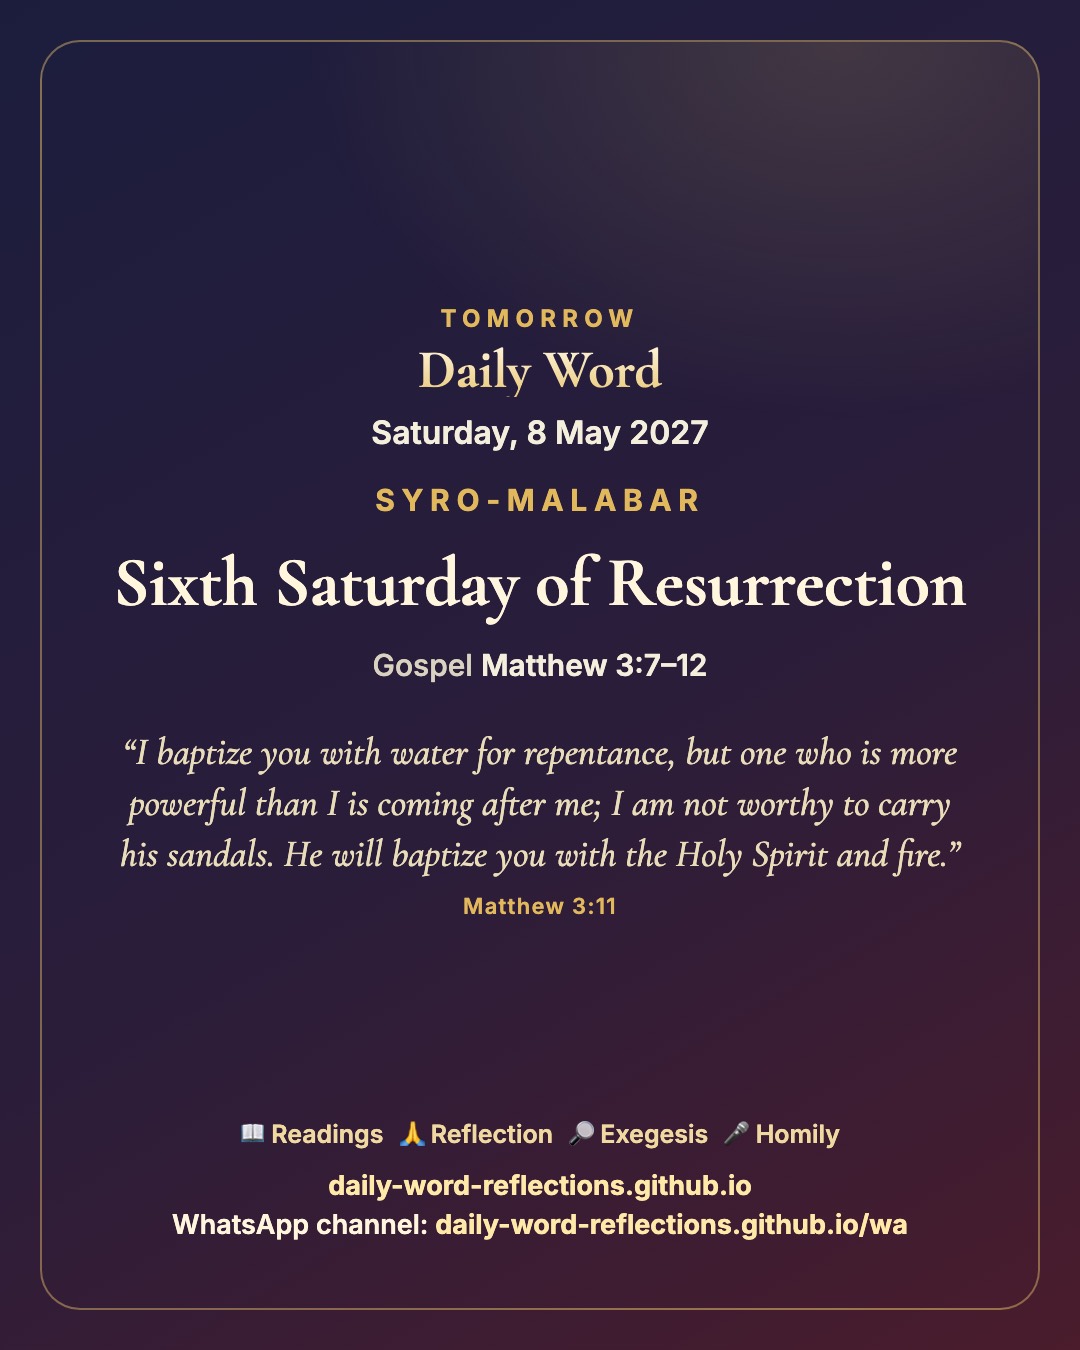 TOMORROW
Daily Word
Saturday, 8 May 2027
SYRO-MALABAR
Sixth Saturday of Resurrection
Gospel Matthew 3:7–12
“I baptize you with water for repentance, but one who is more
powerful than I is coming after me; I am not worthy to carry
his sandals. He will baptize you with the Holy Spirit and fire.”
Matthew 3:11
📖 Readings 🙏 Reflection 🔎 Exegesis 🎤 Homily
daily-word-reflections.github.io
WhatsApp channel: daily-word-reflections.github.io/wa